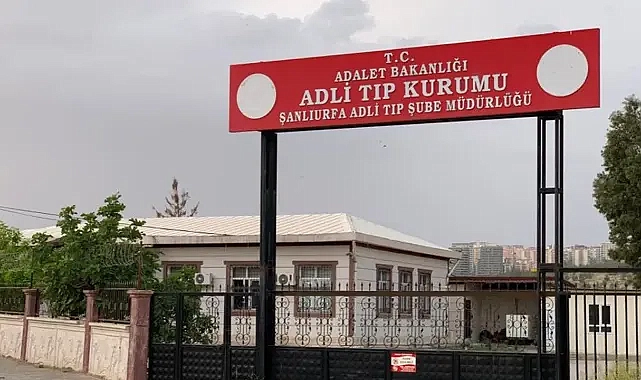 T.C.
ADALET BAKANLIĞI
ADLİ TIP KURUMU
ŞANLIURFA ADLİ TIP ŞUBE MÜDÜRLÜĞÜ